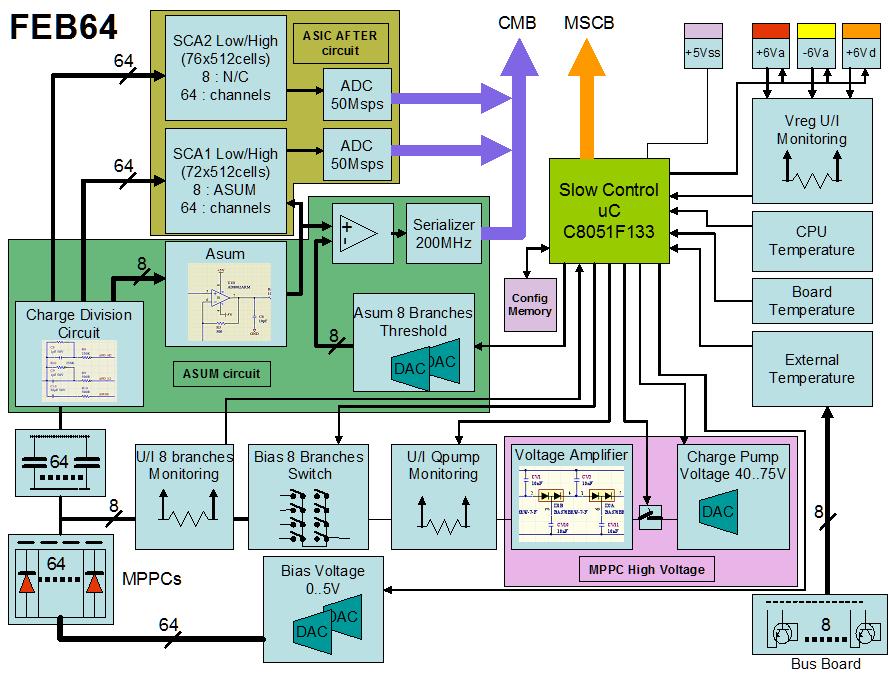 FEB64
SCA2 Low/High
(76x512cells)
8 : N/C
64 : channels
ASIC AFTER
circuit
ADC
50Msps
64
SCA1 Low/High
(72x512cells)
8 : ASUM
64 : channels
ADC
50Msps
64
CMB
MSCB
+5Vss
+6Va
-6Va
+6Vd
Vreg U/I
Monitoring
Slow Control
uC
C8051F133
CPU
Temperature
Board
Temperature
External
Temperature
Config
Memory
+
-
Serializer
200MHz
Asum
8
Charge Division
Circuit
Asum 8 Branches
Threshold
DAC
DAC
8
ASUM circuit
64
U/I 8 branches
Monitoring
Bias 8 Branches
Switch
U/I Qpump
Monitoring
Voltage Amplifier
Charge Pump
Voltage 40..75V
DAC
MPPC High Voltage
8
64
MPPCs
Bias Voltage
0..5V
DAC
DAC
64
8
8
Bus Board